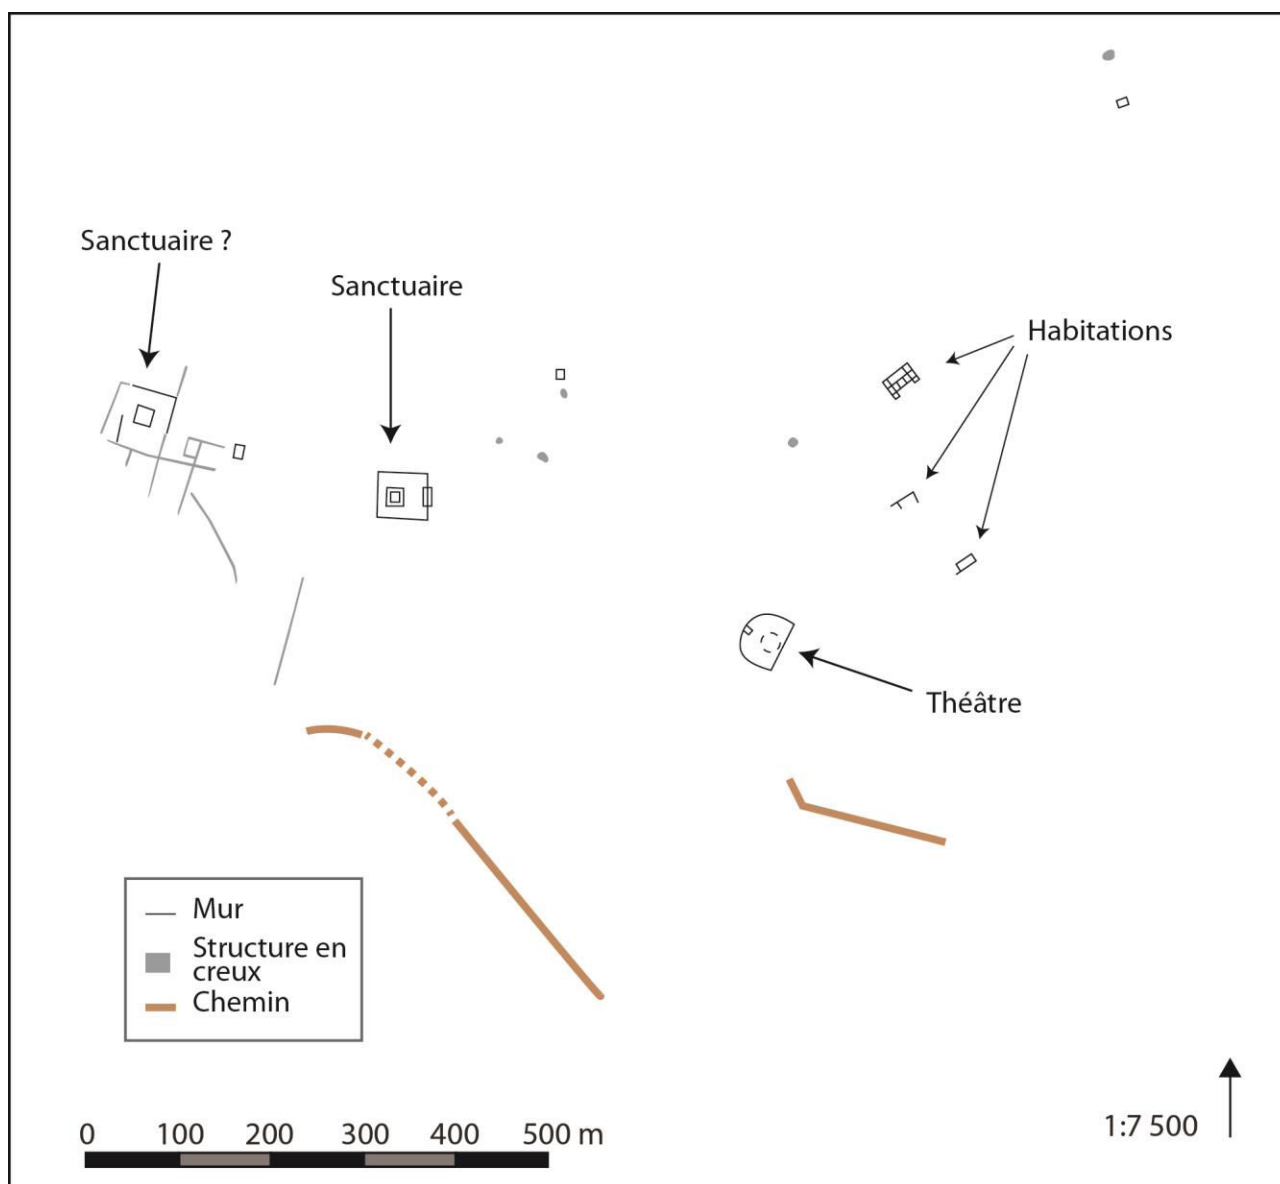 Sanctuaire ?
Sanctuaire
Habitations
Théâtre
Mur
Structure en
creux
Chemin
0 100 200 300 400 500 m
1:7 500